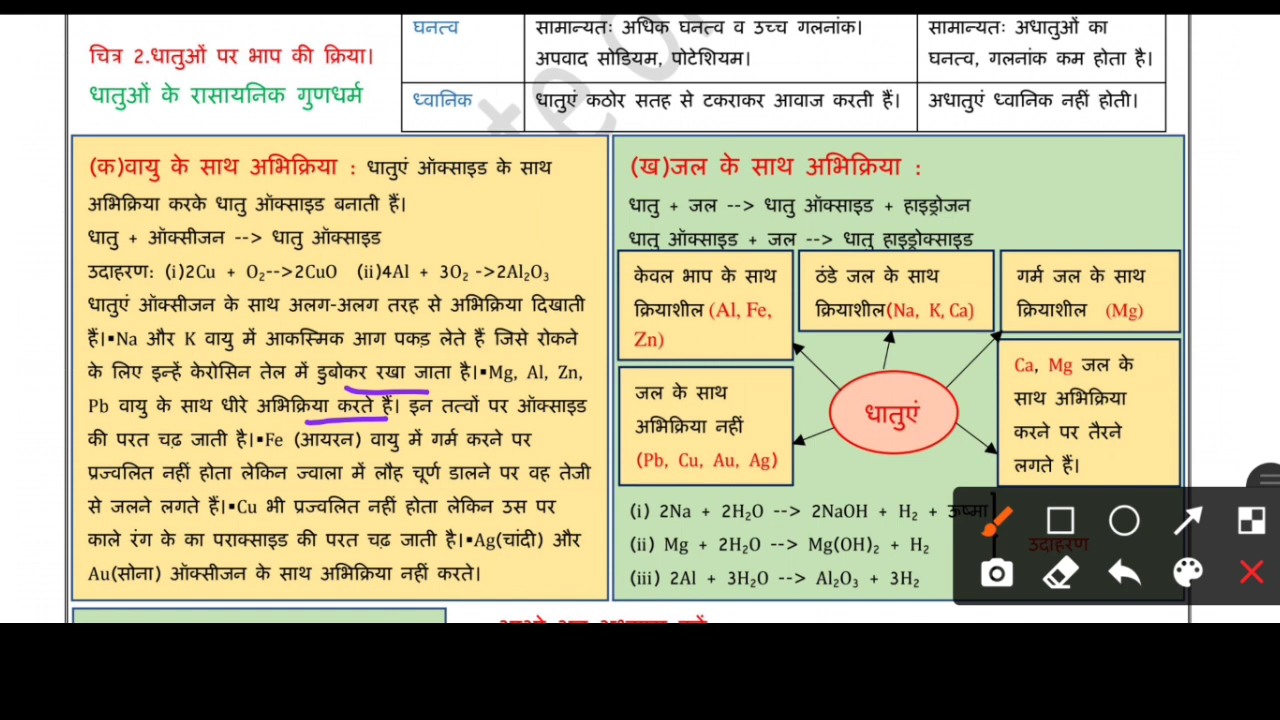 घनत्व
सामान्यतः अधिक घनत्व व उच्च गलनांक।
अपवाद सोडियम, पोटेशियम।
सामान्यतः अधातुओं का
घनत्व, गलनांक कम होता है।
चित्र 2.धातुओं पर भाप की क्रिया।
धातुओं के रासायनिक गुणधर्म
ध्वानिक
धातुएं कठोर सतह से टकराकर आवाज करती हैं।
अधातुएं ध्वानिक नहीं होती।
(क)वायु के साथ अभिक्रिया : धातुएं ऑक्साइड के साथ
अभिक्रिया करके धातु ऑक्साइड बनाती हैं।
धातु + ऑक्सीजन --> धातु ऑक्साइड
उदाहरण: (i)2Cu + O₂-->2CuO (ii)4Al + 3O₂ ->2Al₂O₃
धातुएं ऑक्सीजन के साथ अलग-अलग तरह से अभिक्रिया दिखाती
हैं।▪Na और K वायु में आकस्मिक आग पकड़ लेते हैं जिसे रोकने
के लिए इन्हें केरोसिन तेल में डुबोकर रखा जाता है।▪Mg, Al, Zn,
Pb वायु के साथ धीरे अभिक्रिया करते हैं। इन तत्वों पर ऑक्साइड
की परत चढ़ जाती है।▪Fe (आयरन) वायु में गर्म करने पर
प्रज्वलित नहीं होता लेकिन ज्वाला में लौह चूर्ण डालने पर वह तेजी
से जलने लगते हैं।▪Cu भी प्रज्वलित नहीं होता लेकिन उस पर
काले रंग के का पराक्साइड की परत चढ़ जाती है।▪Ag(चांदी) और
Au(सोना) ऑक्सीजन के साथ अभिक्रिया नहीं करते।
(ख)जल के साथ अभिक्रिया :
धातु + जल --> धातु ऑक्साइड + हाइड्रोजन
धातु ऑक्साइड + जल --> धातु हाइड्रोक्साइड
केवल भाप के साथ
क्रियाशील (Al, Fe,
Zn)
ठंडे जल के साथ
क्रियाशील(Na, K, Ca)
गर्म जल के साथ
क्रियाशील (Mg)
जल के साथ
अभिक्रिया नहीं
(Pb, Cu, Au, Ag)
धातुएं
Ca, Mg जल के
साथ अभिक्रिया
करने पर तैरने
लगते हैं।
(i) 2Na + 2H₂O --> 2NaOH + H₂ + ऊष्मा
(ii) Mg + 2H₂O --> Mg(OH)₂ + H₂
(iii) 2Al + 3H₂O --> Al₂O₃ + 3H₂
उदाहरण